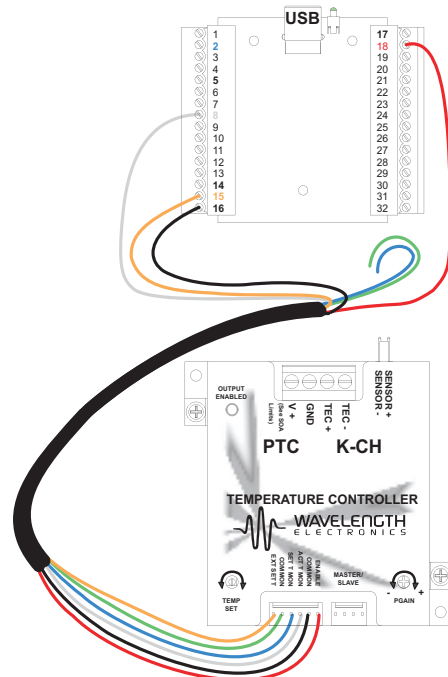 USB
1
2
3
4
5
6
7
8
9
10
11
12
13
14
15
16
17
18
19
20
21
22
23
24
25
26
27
28
29
30
31
32
OUTPUT
ENABLED
V +
(See SOA
Limits)
GND
TEC +
TEC -
SENSOR +
SENSOR -
PTC K-CH
TEMPERATURE CONTROLLER
WAVELENGTH
ELECTRONICS
EXT SET T
COMMON
SET T MON
ACT T MON
COMMON
ENABLE
MASTER/
SLAVE
TEMP
SET
- +
PGAIN